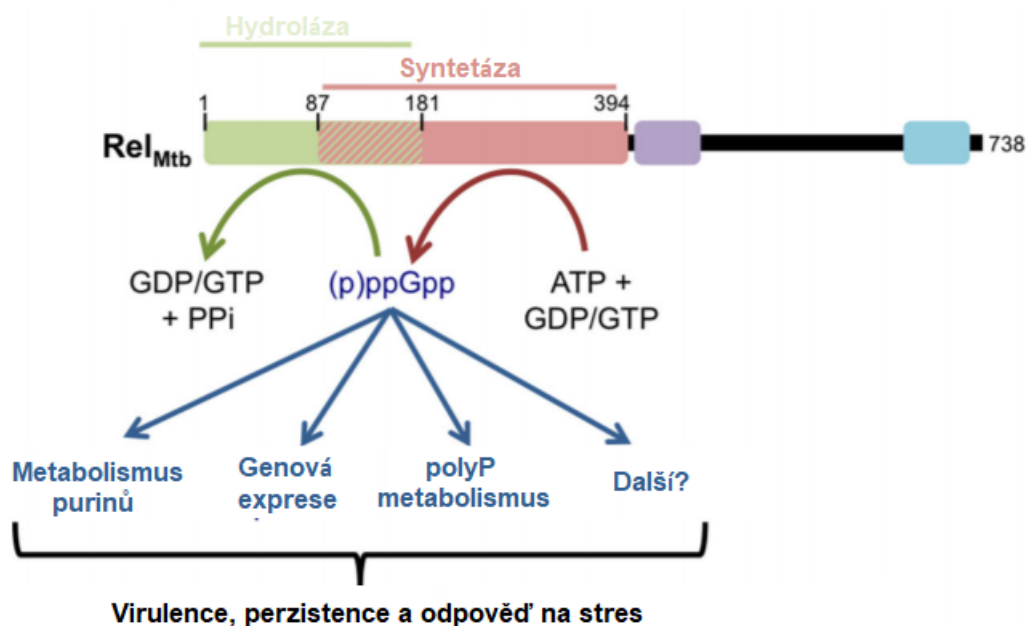 Hydroláza
Syntetáza
1 87 181 394
Rel_Mtb 738
GDP/GTP
+ PPi
(p)ppGpp
ATP +
GDP/GTP
Metabolismus
purinů
Genová
exprese
polyP
metabolismus
Další?
Virulence, perzistence a odpověď na stres